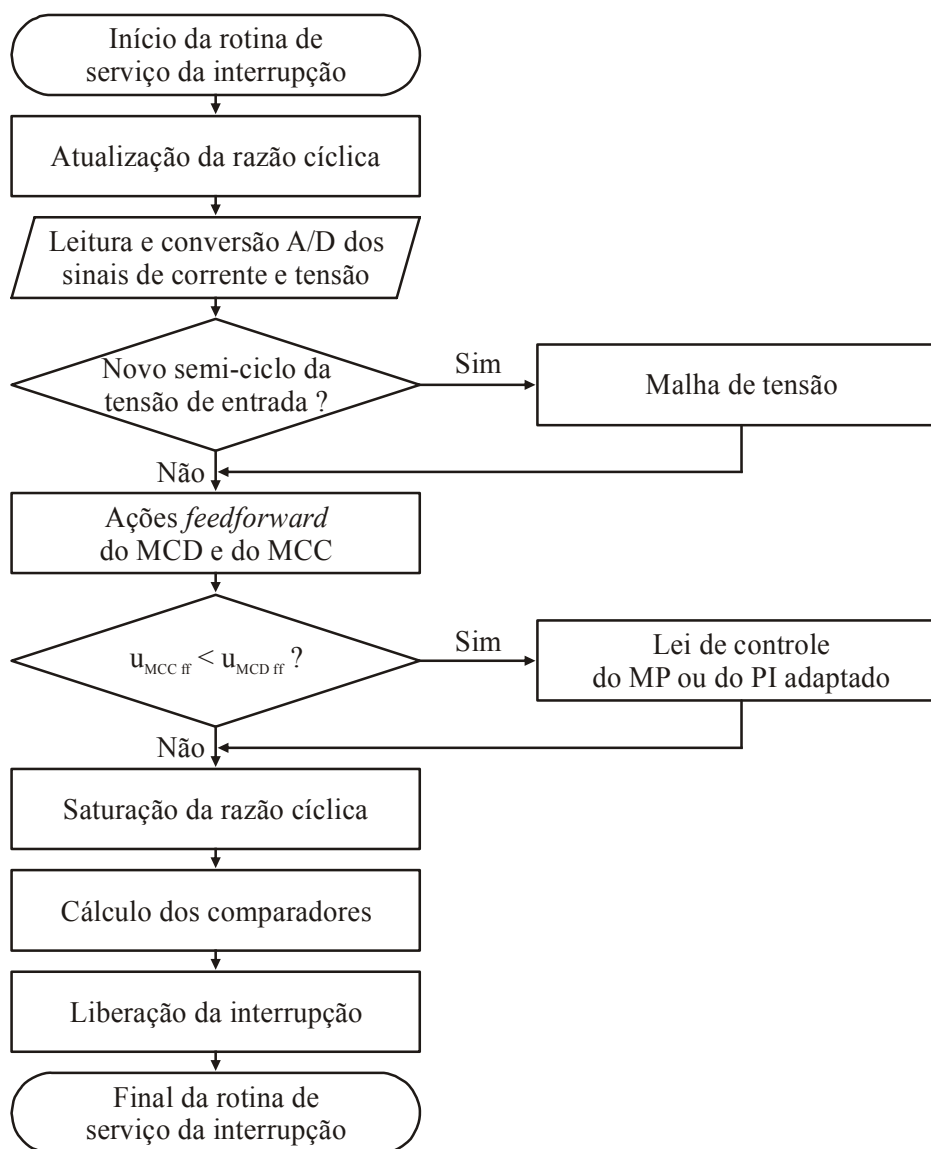 Início da rotina de
serviço da interrupção
Atualização da razão cíclica
Leitura e conversão A/D dos
sinais de corrente e tensão
Novo semi-ciclo da
tensão de entrada ?
Sim
Malha de tensão
Não
Ações feedforward
do MCD e do MCC
u MCC ff < u MCD ff ?
Sim
Lei de controle
do MP ou do PI adaptado
Não
Saturação da razão cíclica
Cálculo dos comparadores
Liberação da interrupção
Final da rotina de
serviço da interrupção